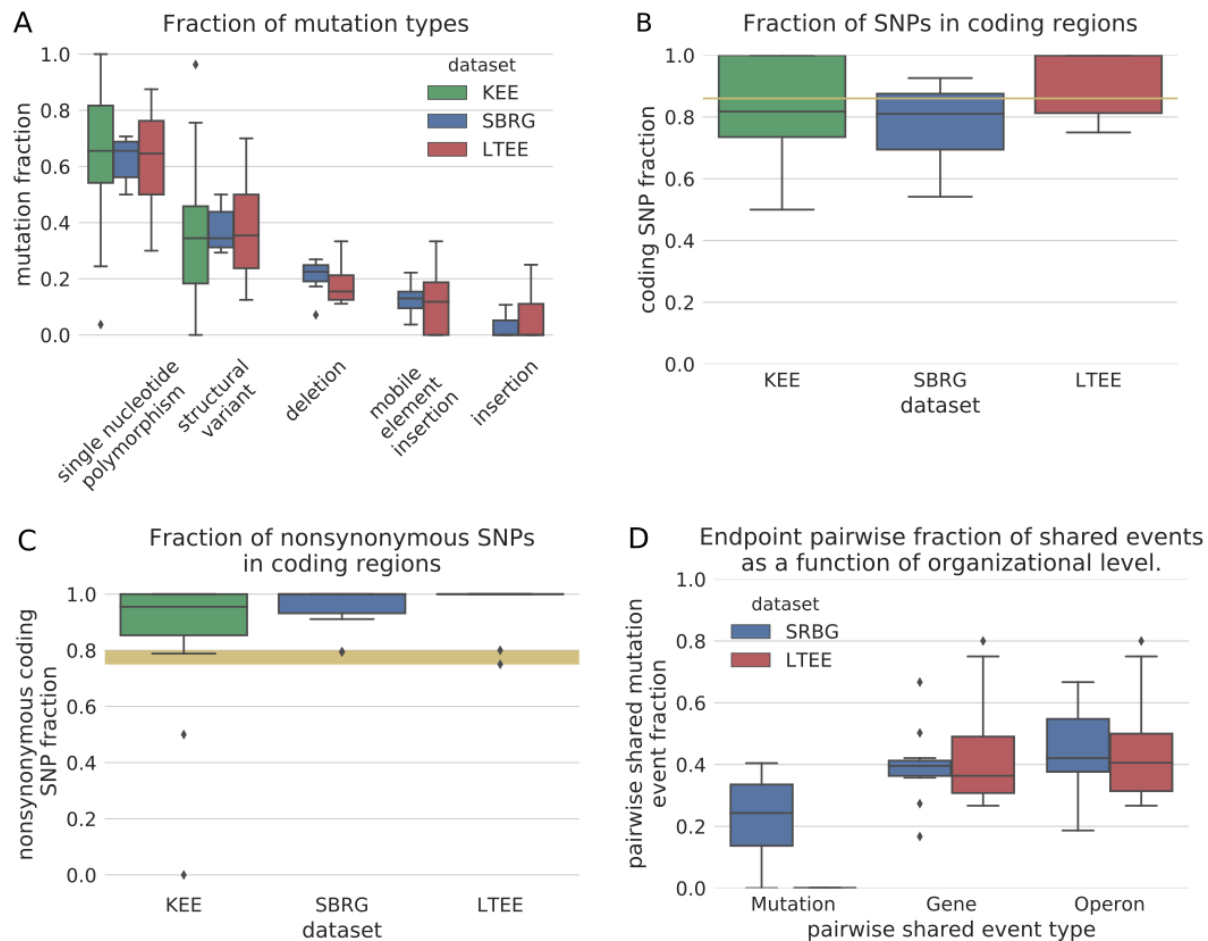 A
Fraction of mutation types
mutation fraction
1.0
0.8
0.6
0.4
0.2
0.0
dataset
KEE
SBRG
LTEE
single nucleotide
polymorphism
structural
variant
deletion
mobile
element
insertion
insertion
B
Fraction of SNPs in coding regions
coding SNP fraction
1.0
0.8
0.6
0.4
0.2
0.0
KEE
SBRG
LTEE
dataset
C
Fraction of nonsynonymous SNPs
in coding regions
nonsynonymous coding
SNP fraction
1.0
0.8
0.6
0.4
0.2
0.0
KEE
SBRG
LTEE
dataset
D
Endpoint pairwise fraction of shared events
as a function of organizational level.
pairwise shared mutation
event fraction
1.0
0.8
0.6
0.4
0.2
0.0
dataset
SRBG
LTEE
Mutation
Gene
Operon
pairwise shared event type